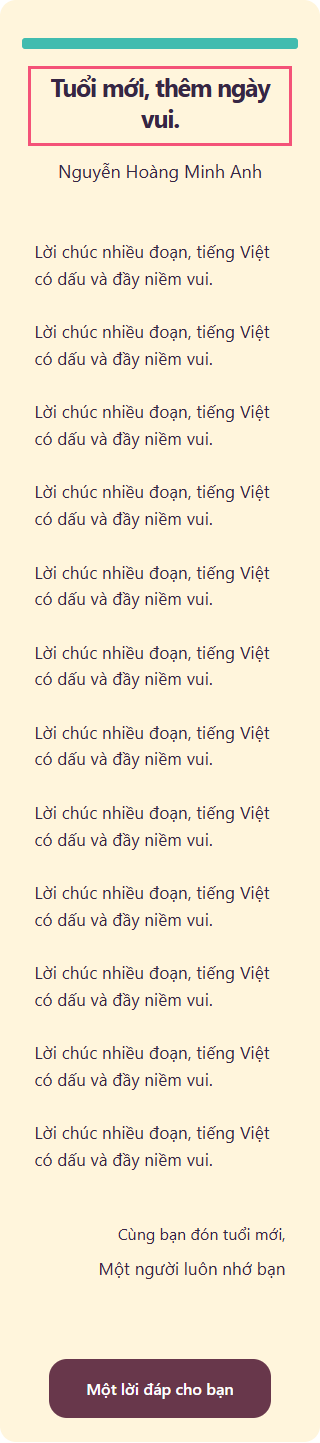 Tuổi mới, thêm ngày
vui.
Nguyễn Hoàng Minh Anh
Lời chúc nhiều đoạn, tiếng Việt
có dấu và đầy niềm vui.
Lời chúc nhiều đoạn, tiếng Việt
có dấu và đầy niềm vui.
Lời chúc nhiều đoạn, tiếng Việt
có dấu và đầy niềm vui.
Lời chúc nhiều đoạn, tiếng Việt
có dấu và đầy niềm vui.
Lời chúc nhiều đoạn, tiếng Việt
có dấu và đầy niềm vui.
Lời chúc nhiều đoạn, tiếng Việt
có dấu và đầy niềm vui.
Lời chúc nhiều đoạn, tiếng Việt
có dấu và đầy niềm vui.
Lời chúc nhiều đoạn, tiếng Việt
có dấu và đầy niềm vui.
Lời chúc nhiều đoạn, tiếng Việt
có dấu và đầy niềm vui.
Lời chúc nhiều đoạn, tiếng Việt
có dấu và đầy niềm vui.
Lời chúc nhiều đoạn, tiếng Việt
có dấu và đầy niềm vui.
Lời chúc nhiều đoạn, tiếng Việt
có dấu và đầy niềm vui.
Cùng bạn đón tuổi mới,
Một người luôn nhớ bạn
Một lời đáp cho bạn